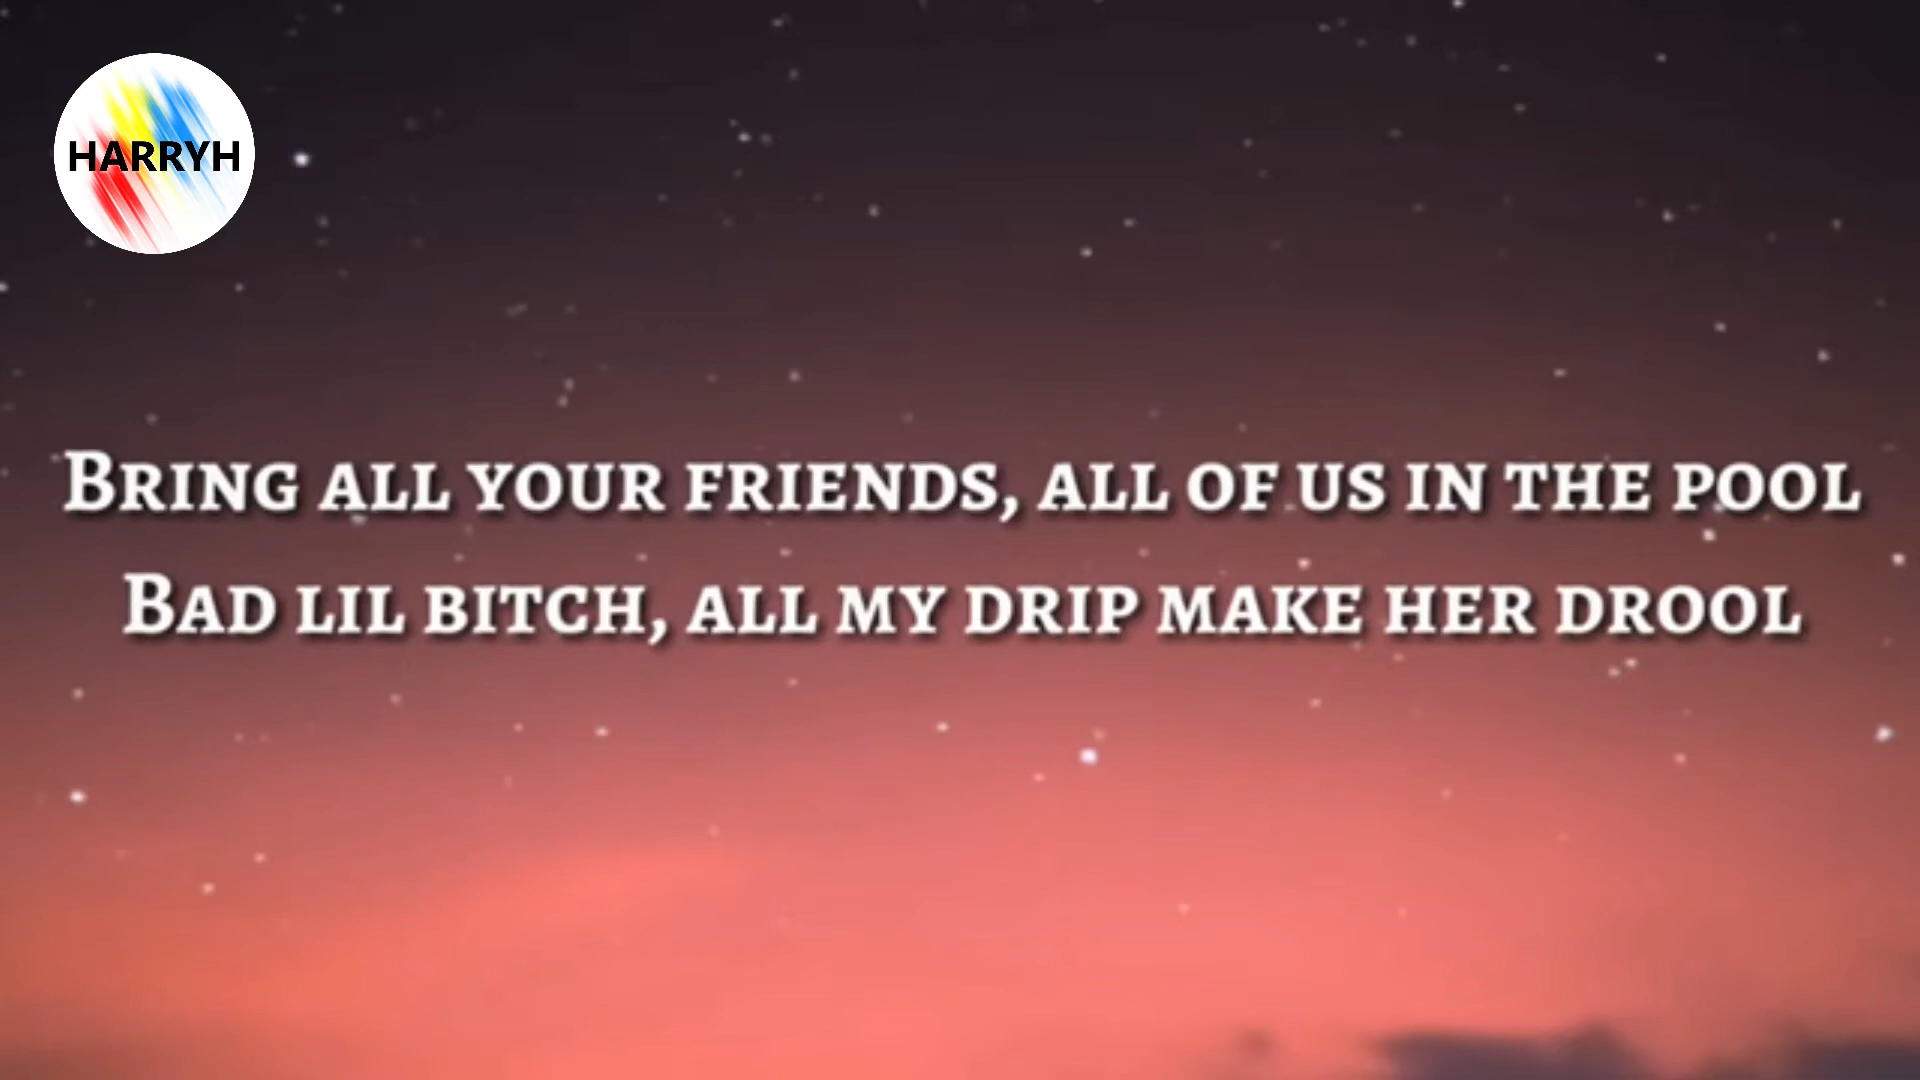 HARRYH
Bring all your friends, all of us in the pool
Bad lil bitch, all my drip make her drool